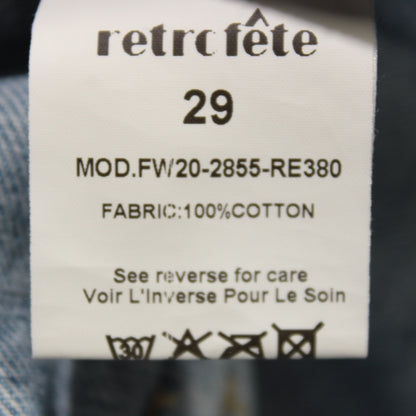 retrofête
29
MOD.FW20-2855-RE380
FABRIC:100%COTTON
See reverse for care
Voir L'Inverse Pour Le Soin
30